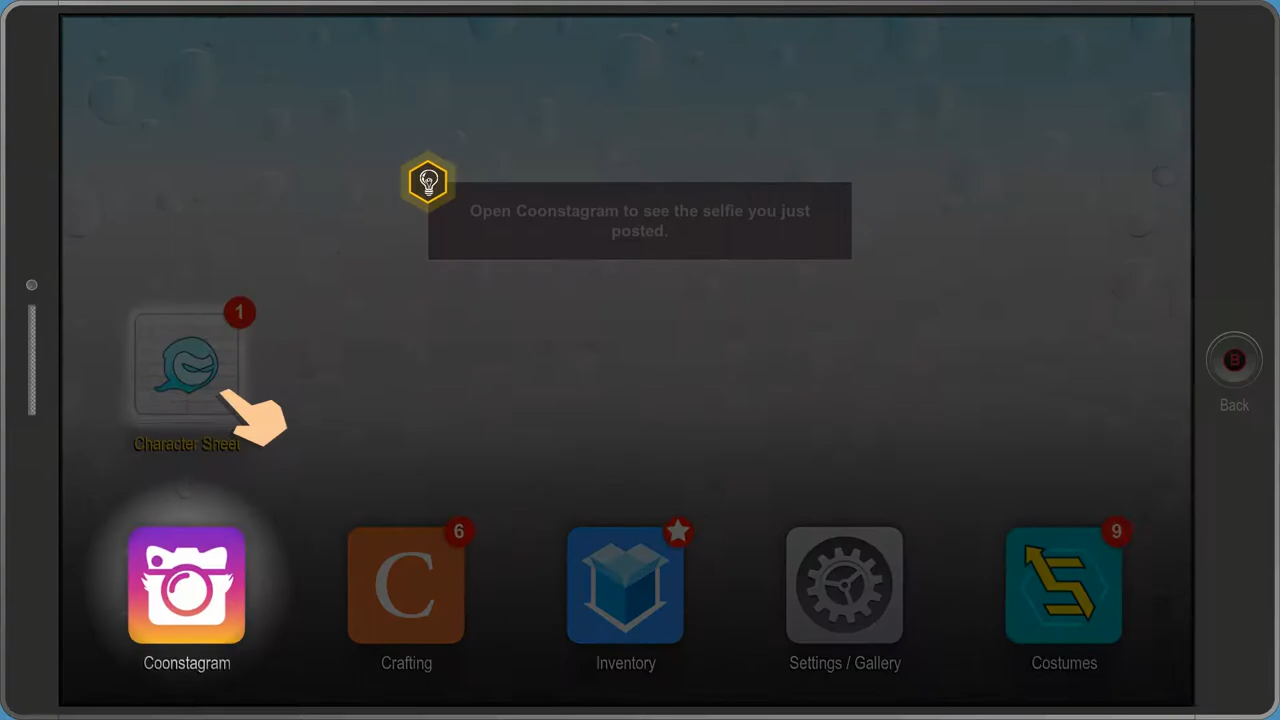 Open Coonstagram to see the selfie you just
posted.
1
Character Sheet
B
Back
6
9
C
S
Coonstagram
Crafting
Inventory
Settings / Gallery
Costumes